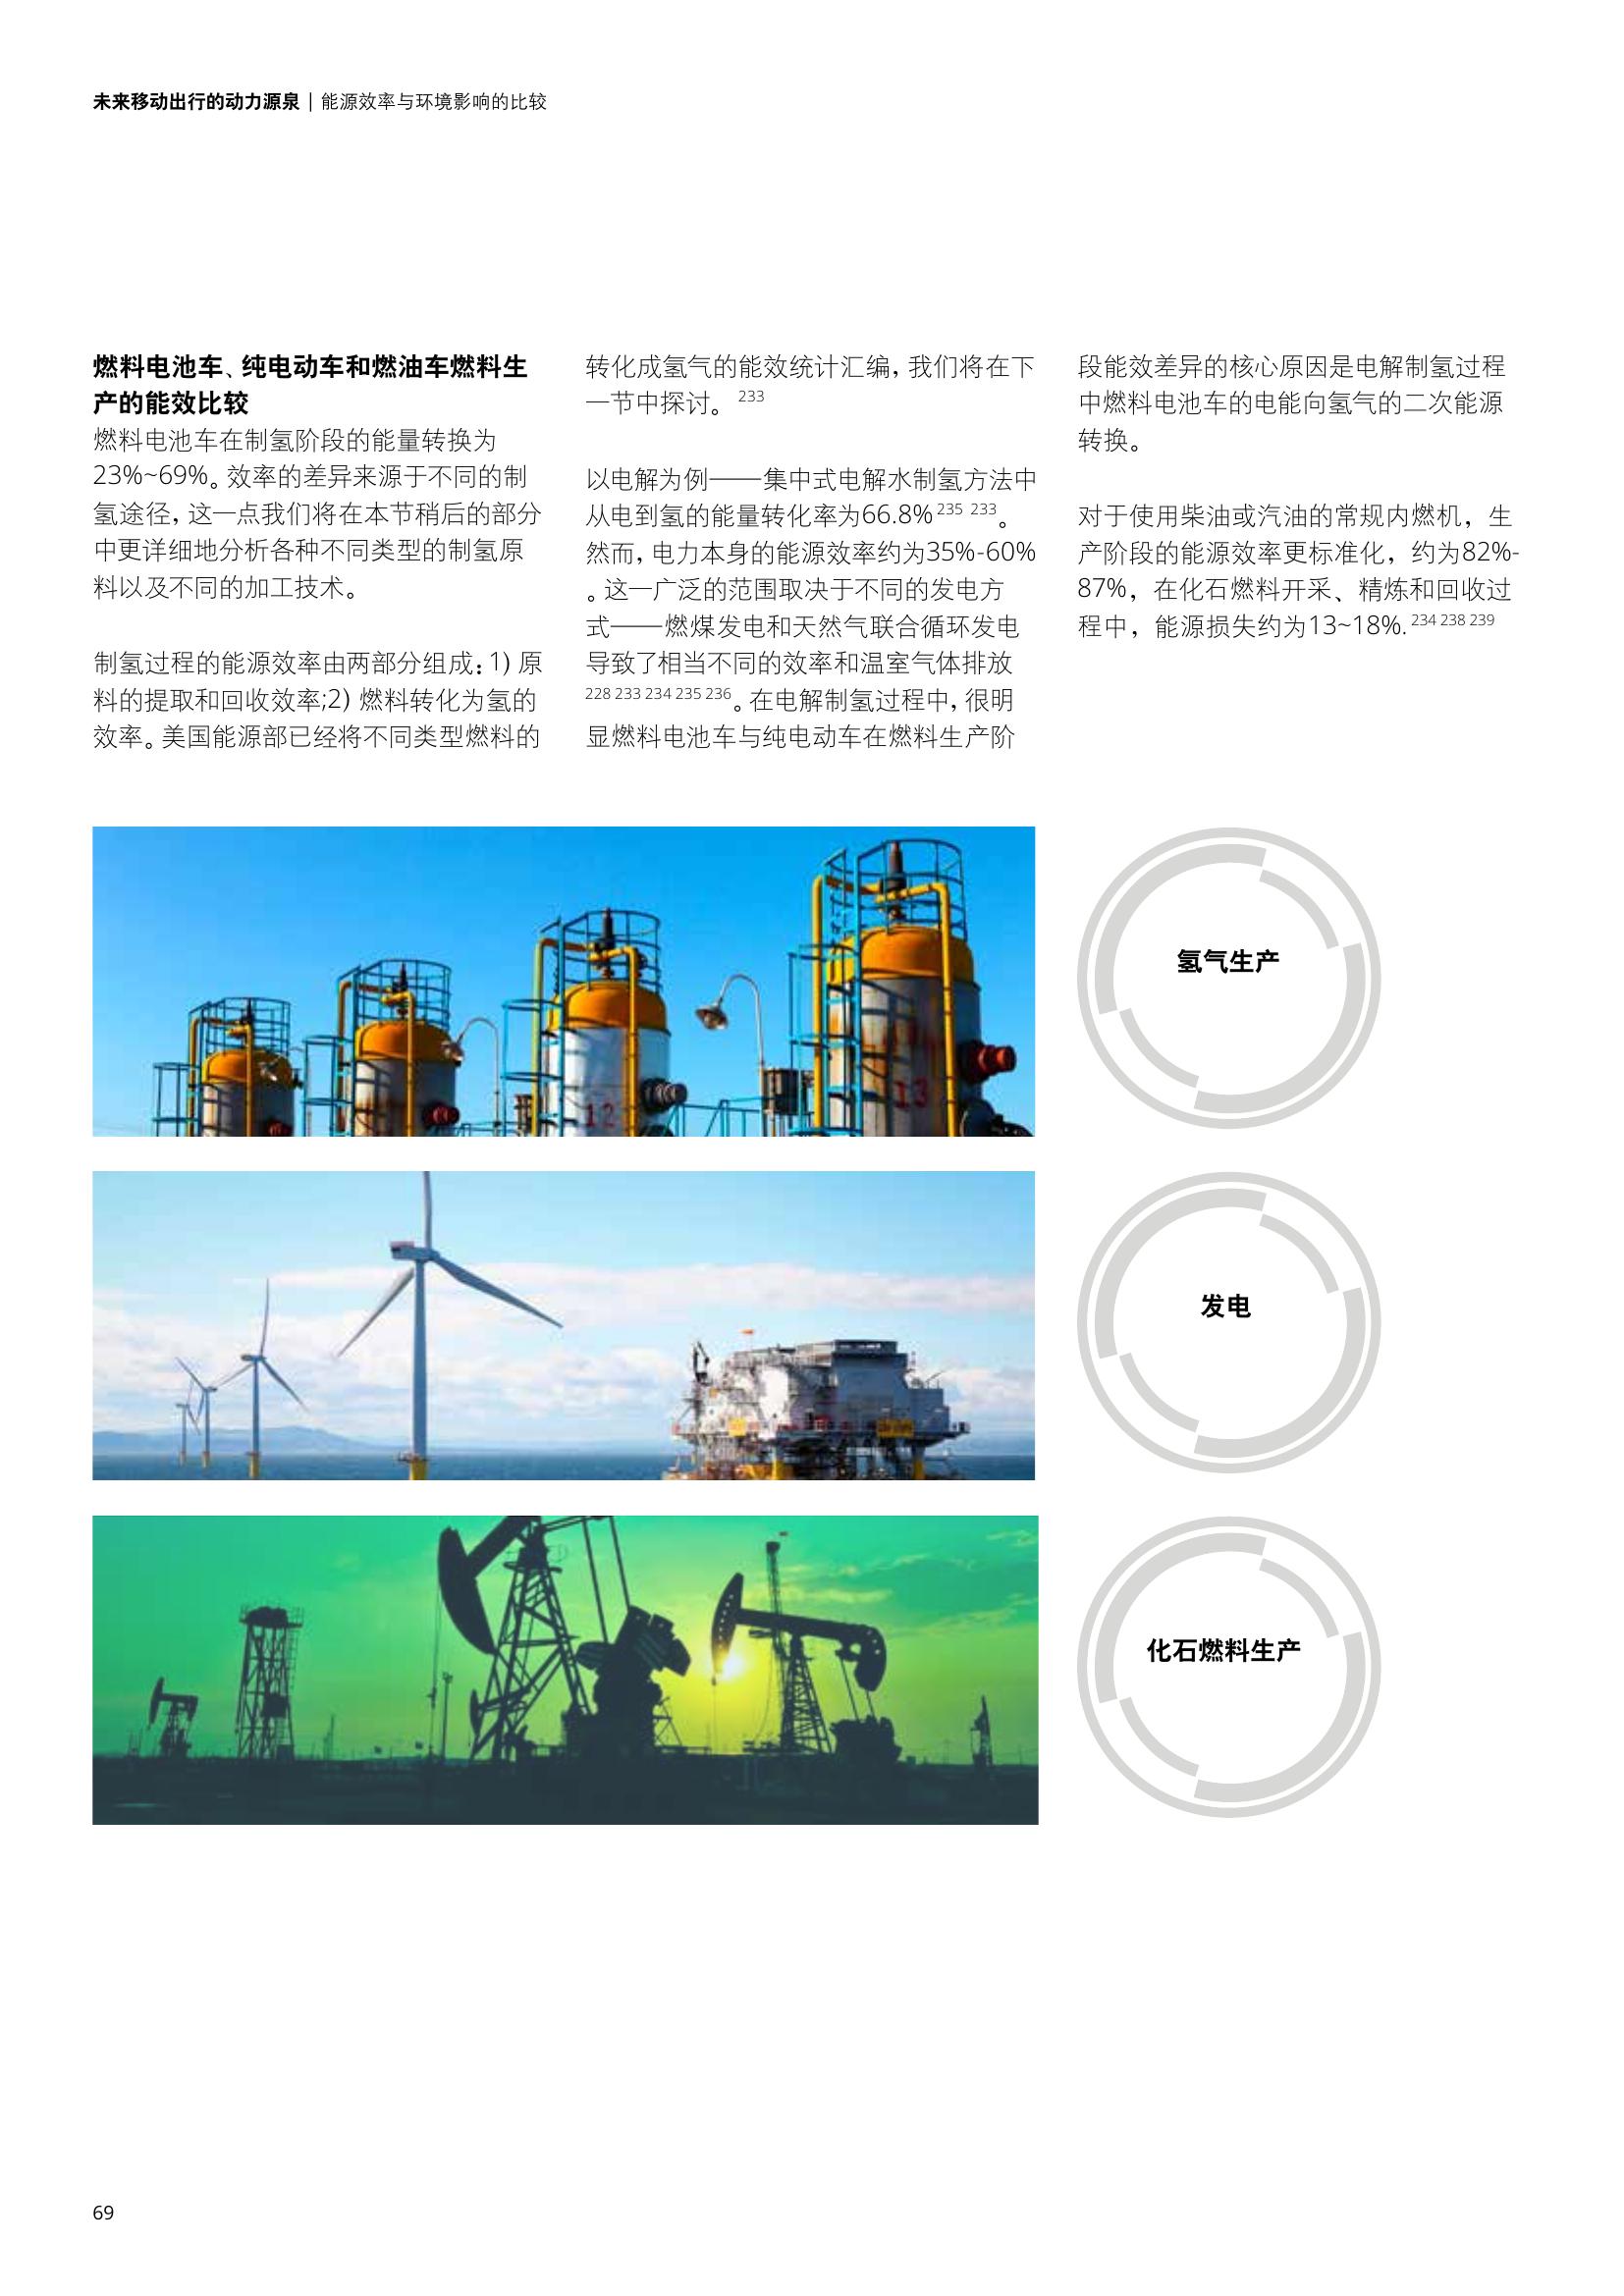 未来移动出行的动力源泉 | 能源效率与环境影响的比较
燃料电池车、纯电动车和燃油车燃料生
产的能效比较
燃料电池车在制氢阶段的能量转换为
23%~69%。效率的差异来源于不同的制
氢途径，这一点我们将在本节稍后的部分
中更详细地分析各种不同类型的制氢原
料以及不同的加工技术。
制氢过程的能源效率由两部分组成：1) 原
料的提取和回收效率;2) 燃料转化为氢的
效率。美国能源部已经将不同类型燃料的
转化成氢气的能效统计汇编，我们将在下
一节中探讨。 233
以电解为例——集中式电解水制氢方法中
从电到氢的能量转化率为66.8% 235 233。
然而，电力本身的能源效率约为35%-60%
。这一广泛的范围取决于不同的发电方
式——燃煤发电和天然气联合循环发电
导致了相当不同的效率和温室气体排放
228 233 234 235 236 。在电解制氢过程中，很明
显燃料电池车与纯电动车在燃料生产阶
段能效差异的核心原因是电解制氢过程
中燃料电池车的电能向氢气的二次能源
转换。
对于使用柴油或汽油的常规内燃机，生
产阶段的能源效率更标准化，约为82%-
87%，在化石燃料开采、精炼和回收过
程中，能源损失约为13~18%. 234 238 239
12
13
氢气生产
发电
化石燃料生产
69